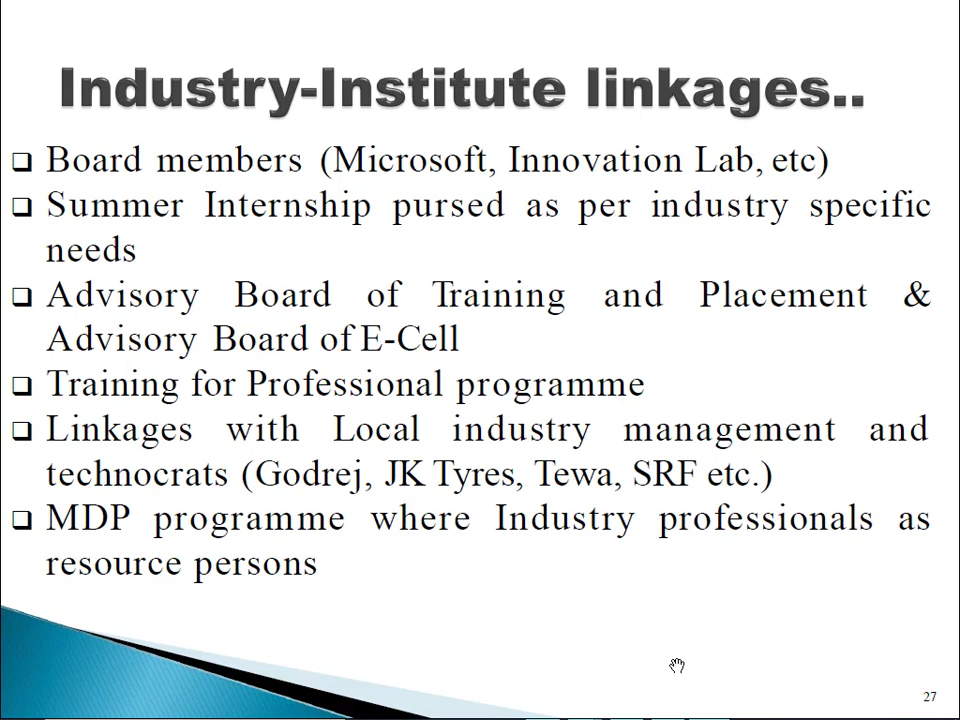 Industry-Institute linkages..
Board members (Microsoft, Innovation Lab, etc)
Summer Internship pursed as per industry specific
needs
Advisory Board of Training and Placement &
Advisory Board of E-Cell
Training for Professional programme
Linkages with Local industry management and
technocrats (Godrej, JK Tyres, Tewa, SRF etc.)
MDP programme where Industry professionals as
resource persons
27